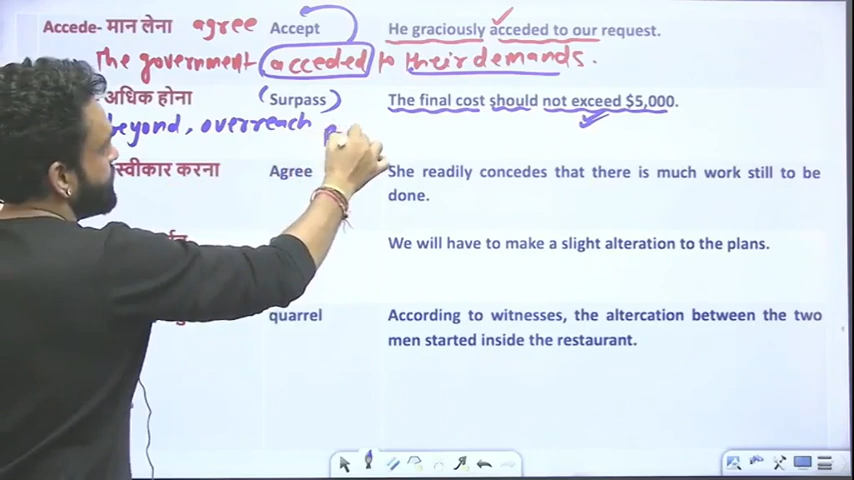 Accede- मान लेना agree Accept He graciously acceded to our request.
The government acceded to their demands.
अधिक होना (Surpass) The final cost should not exceed $5,000.
beyond, overreach
स्वीकार करना Agree She readily concedes that there is much work still to be
done.
We will have to make a slight alteration to the plans.
quarrel According to witnesses, the altercation between the two
men started inside the restaurant.